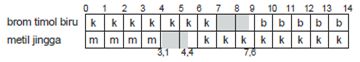 0 1 2 3 4 5 6 7 8 9 10 11 12 13 14
brom timol biru k k k k k k k b b b b b
metil jingga m m m m k k k k k k k k
3,1 4,4 7,6